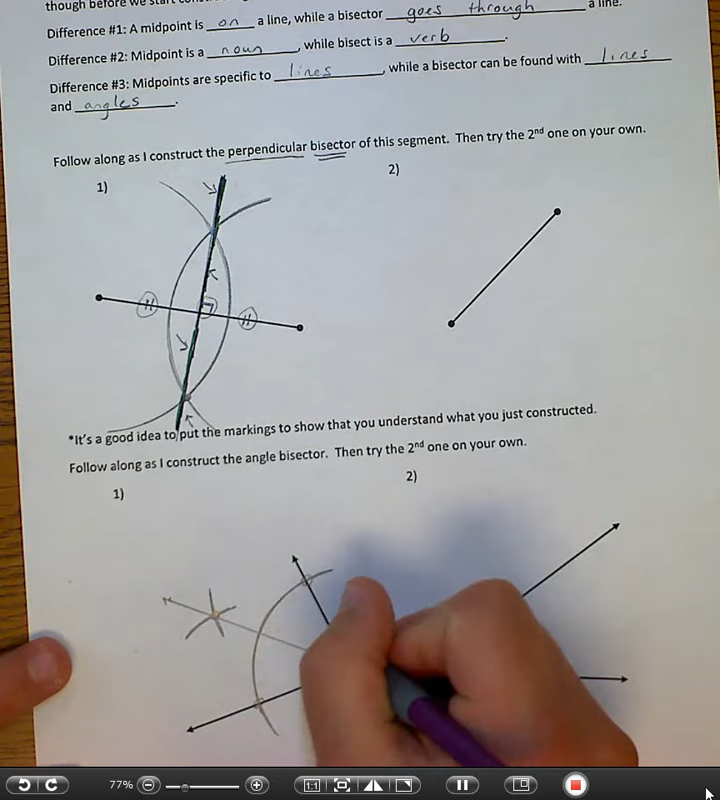 though before we start
Difference #1: A midpoint is on a line, while a bisector goes through a line.
Difference #2: Midpoint is a noun, while bisect is a verb.
Difference #3: Midpoints are specific to lines, while a bisector can be found with lines
and angles.
Follow along as I construct the perpendicular bisector of this segment. Then try the 2nd one on your own.
1)
2)
*It's a good idea to put the markings to show that you understand what you just constructed.
Follow along as I construct the angle bisector. Then try the 2nd one on your own.
1)
2)
77%
1:1